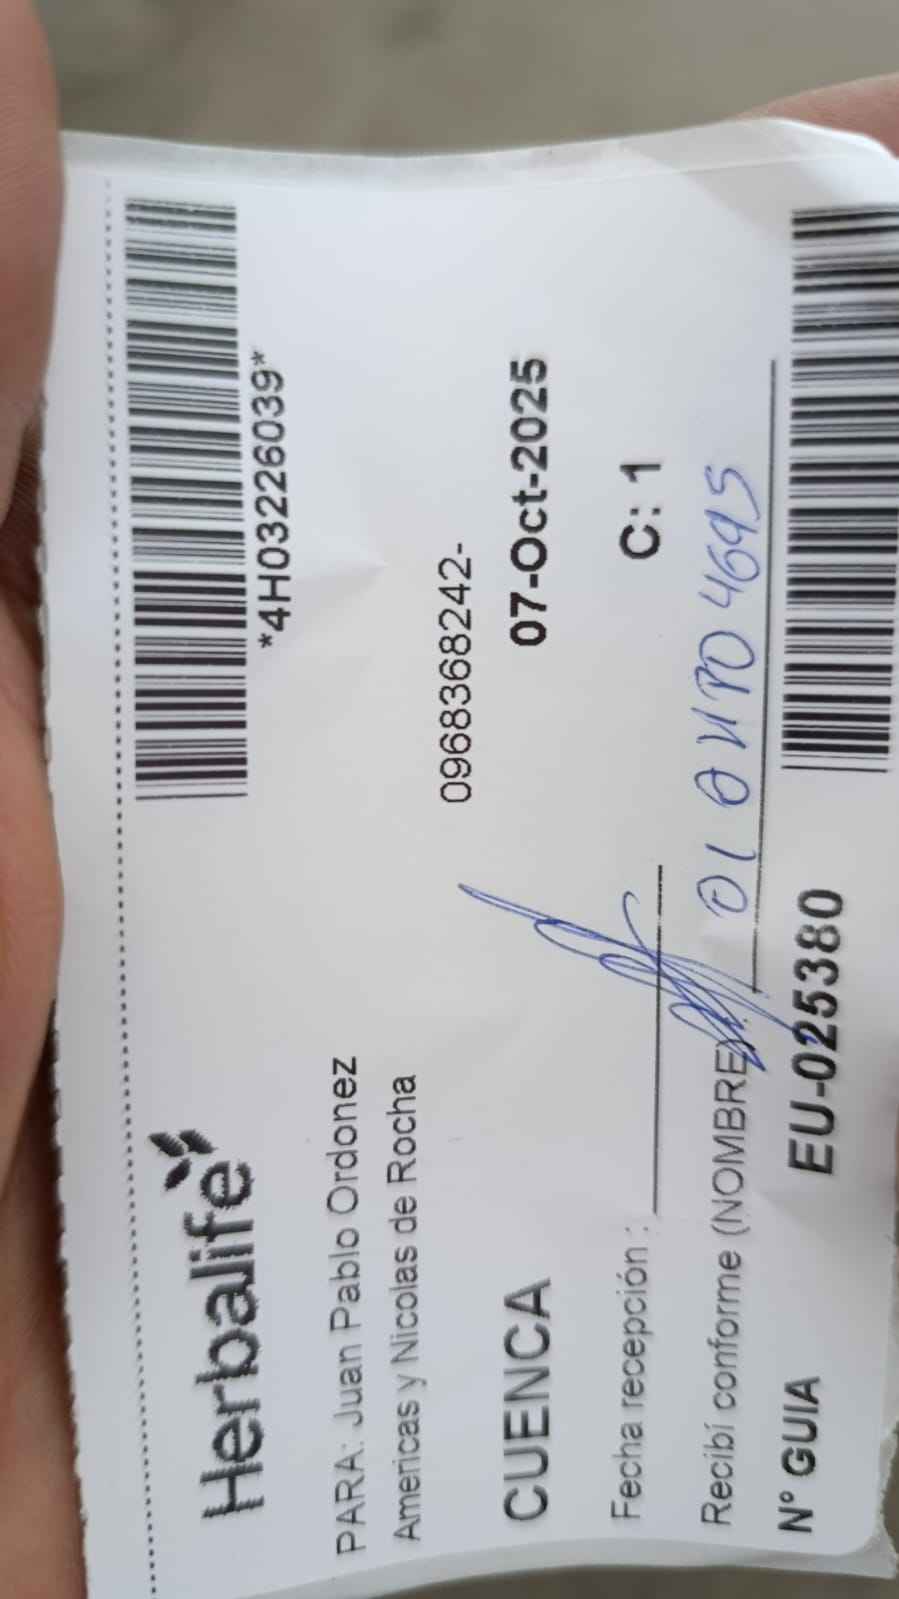 *4H03226039*
Herbalife
PARA: Juan Pablo Ordonez
Americas y Nicolas de Rocha
0968368242-
CUENCA
07-Oct-2025
Fecha recepción :
C: 1
Recibí conforme (NOMBRE)
N° GUIA
EU-025380